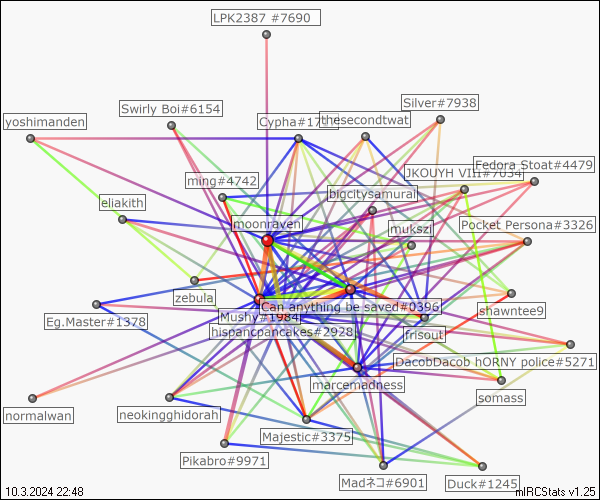 LPK2387 #7690
Silver#7938
Swirly Boi#6154
yoshimanden
Cypha#17
thesecondtwat
Fedora Stoat#4479
JKOUYH VIII#7034
ming#4742
bigcitysamurai
eliakith
moonraven
mukszi
Pocket Persona#3326
zebula
shawntee9
Can anything be saved#0396
Mushy#1984
Eg.Master#1378
hispancpancakes#2928
frisout
DacobDacob hORNY police#5271
marcemadness
somass
normalwan
neokingghidorah
Majestic#3375
Pikabro#9971
Madネコ#6901
Duck#1245
10.3.2024 22:48
mIRCStats v1.25